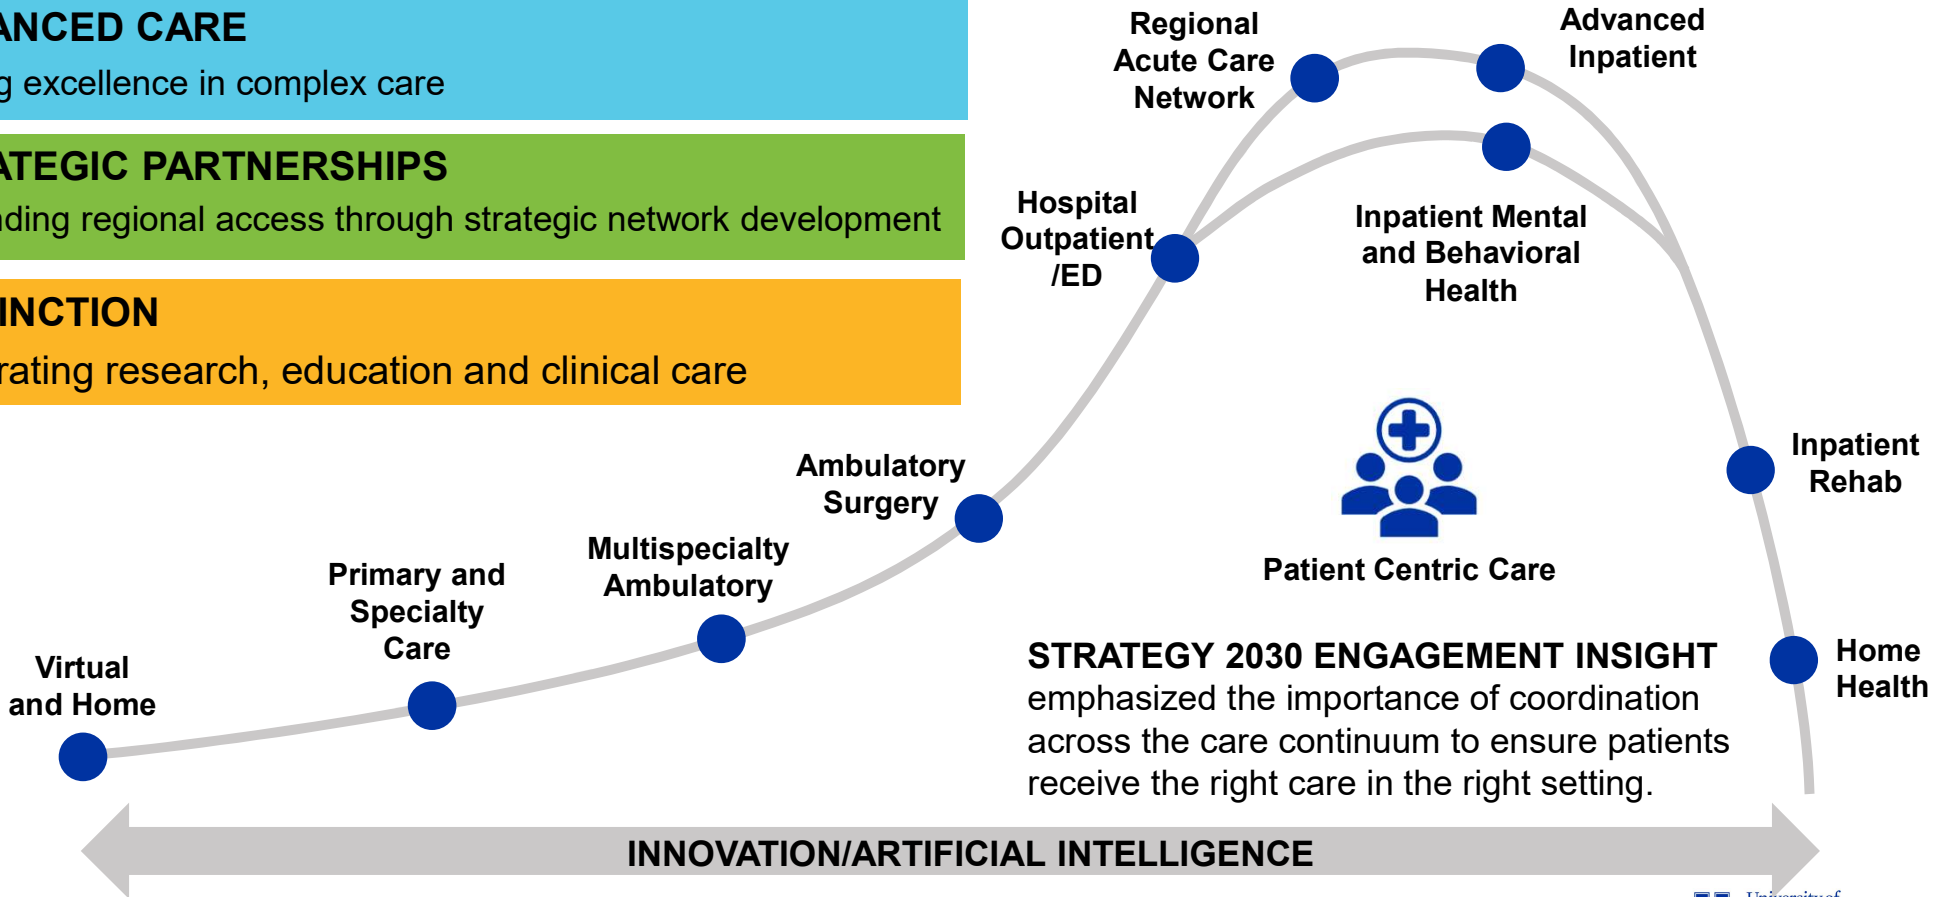 ANCED CARE
g excellence in complex care
ATEGIC PARTNERSHIPS
nding regional access through strategic network development
INCTION
rating research, education and clinical care
Regional
Acute Care
Network
Advanced
Inpatient
Hospital
Outpatient
/ED
Inpatient Mental
and Behavioral
Health
Ambulatory
Surgery
Multispecialty
Ambulatory
Primary and
Specialty
Care
Virtual
and Home
Inpatient
Rehab
Patient Centric Care
Home
Health
STRATEGY 2030 ENGAGEMENT INSIGHT
emphasized the importance of coordination
across the care continuum to ensure patients
receive the right care in the right setting.
INNOVATION/ARTIFICIAL INTELLIGENCE
University of